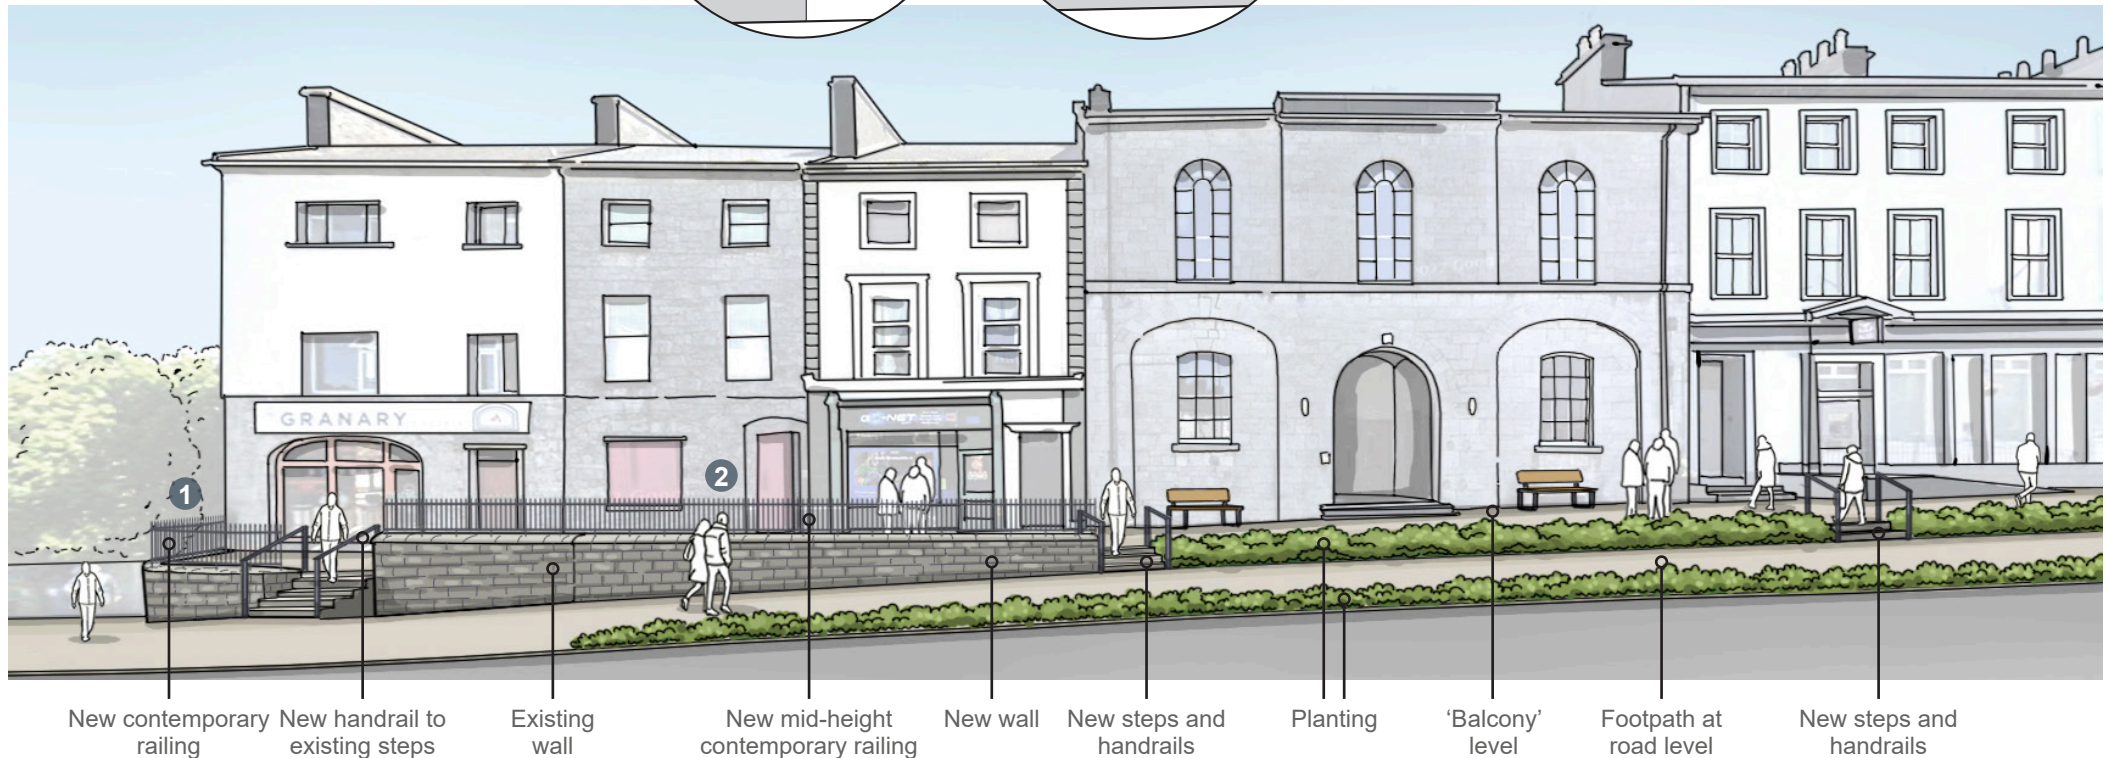 GRANARY
1
2
New contemporary
railing
New handrail to
existing steps
Existing
wall
New mid-height
contemporary railing
New wall
New steps and
handrails
Planting
‘Balcony’
level
Footpath at
road level
New steps and
handrails